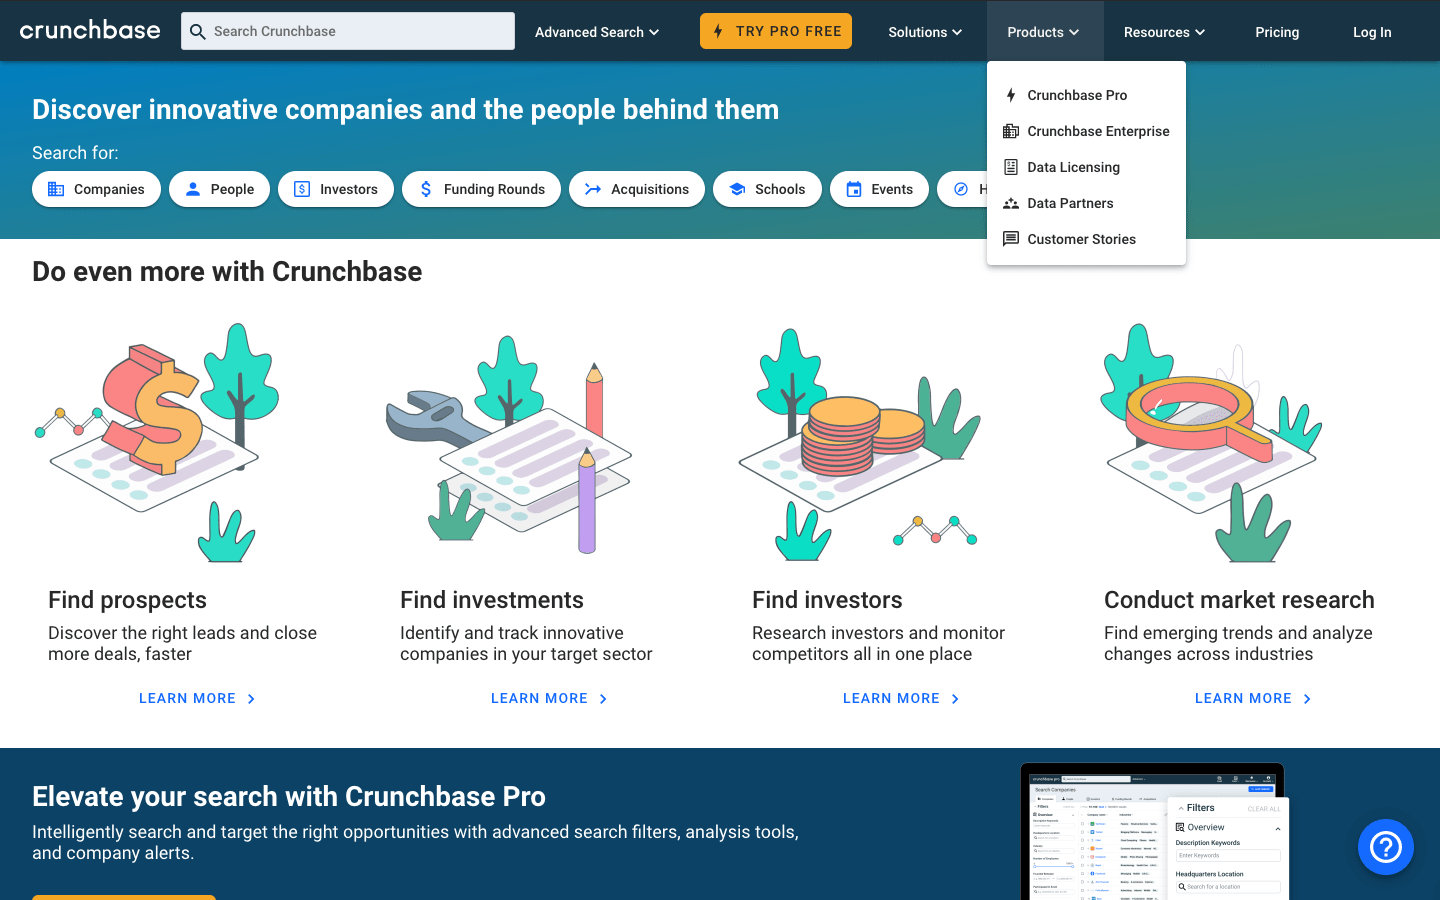 crunchbase
Search Crunchbase
Advanced Search
TRY PRO FREE
Solutions
Products
Resources
Pricing
Log In
Crunchbase Pro
Crunchbase Enterprise
Data Licensing
Data Partners
Customer Stories
Discover innovative companies and the people behind them
Search for:
Companies
People
Investors
Funding Rounds
Acquisitions
Schools
Events
H
Do even more with Crunchbase
Find prospects
Discover the right leads and close
more deals, faster
LEARN MORE
Find investments
Identify and track innovative
companies in your target sector
LEARN MORE
Find investors
Research investors and monitor
competitors all in one place
LEARN MORE
Conduct market research
Find emerging trends and analyze
changes across industries
LEARN MORE
Elevate your search with Crunchbase Pro
Intelligently search and target the right opportunities with advanced search filters, analysis tools,
and company alerts.
crunchbase pro
Search Companies
Filters
Overview
Filters
CLEAR ALL
Overview
Description Keywords
Enter Keywords
Headquarters Location
Search for a location